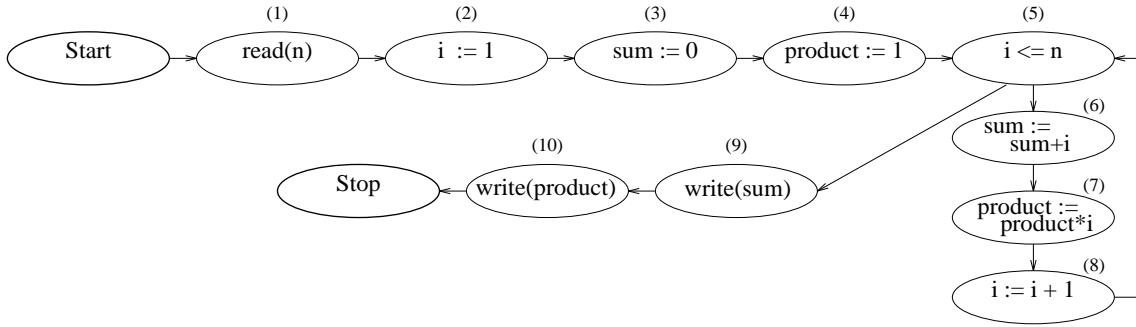 (1)
(2)
(3)
(4)
(5)
Start
read(n)
i := 1
sum := 0
product := 1
i <= n
(6)
sum :=
sum+i
(10)
(9)
Stop
write(product)
write(sum)
(7)
product :=
product*i
(8)
i := i + 1